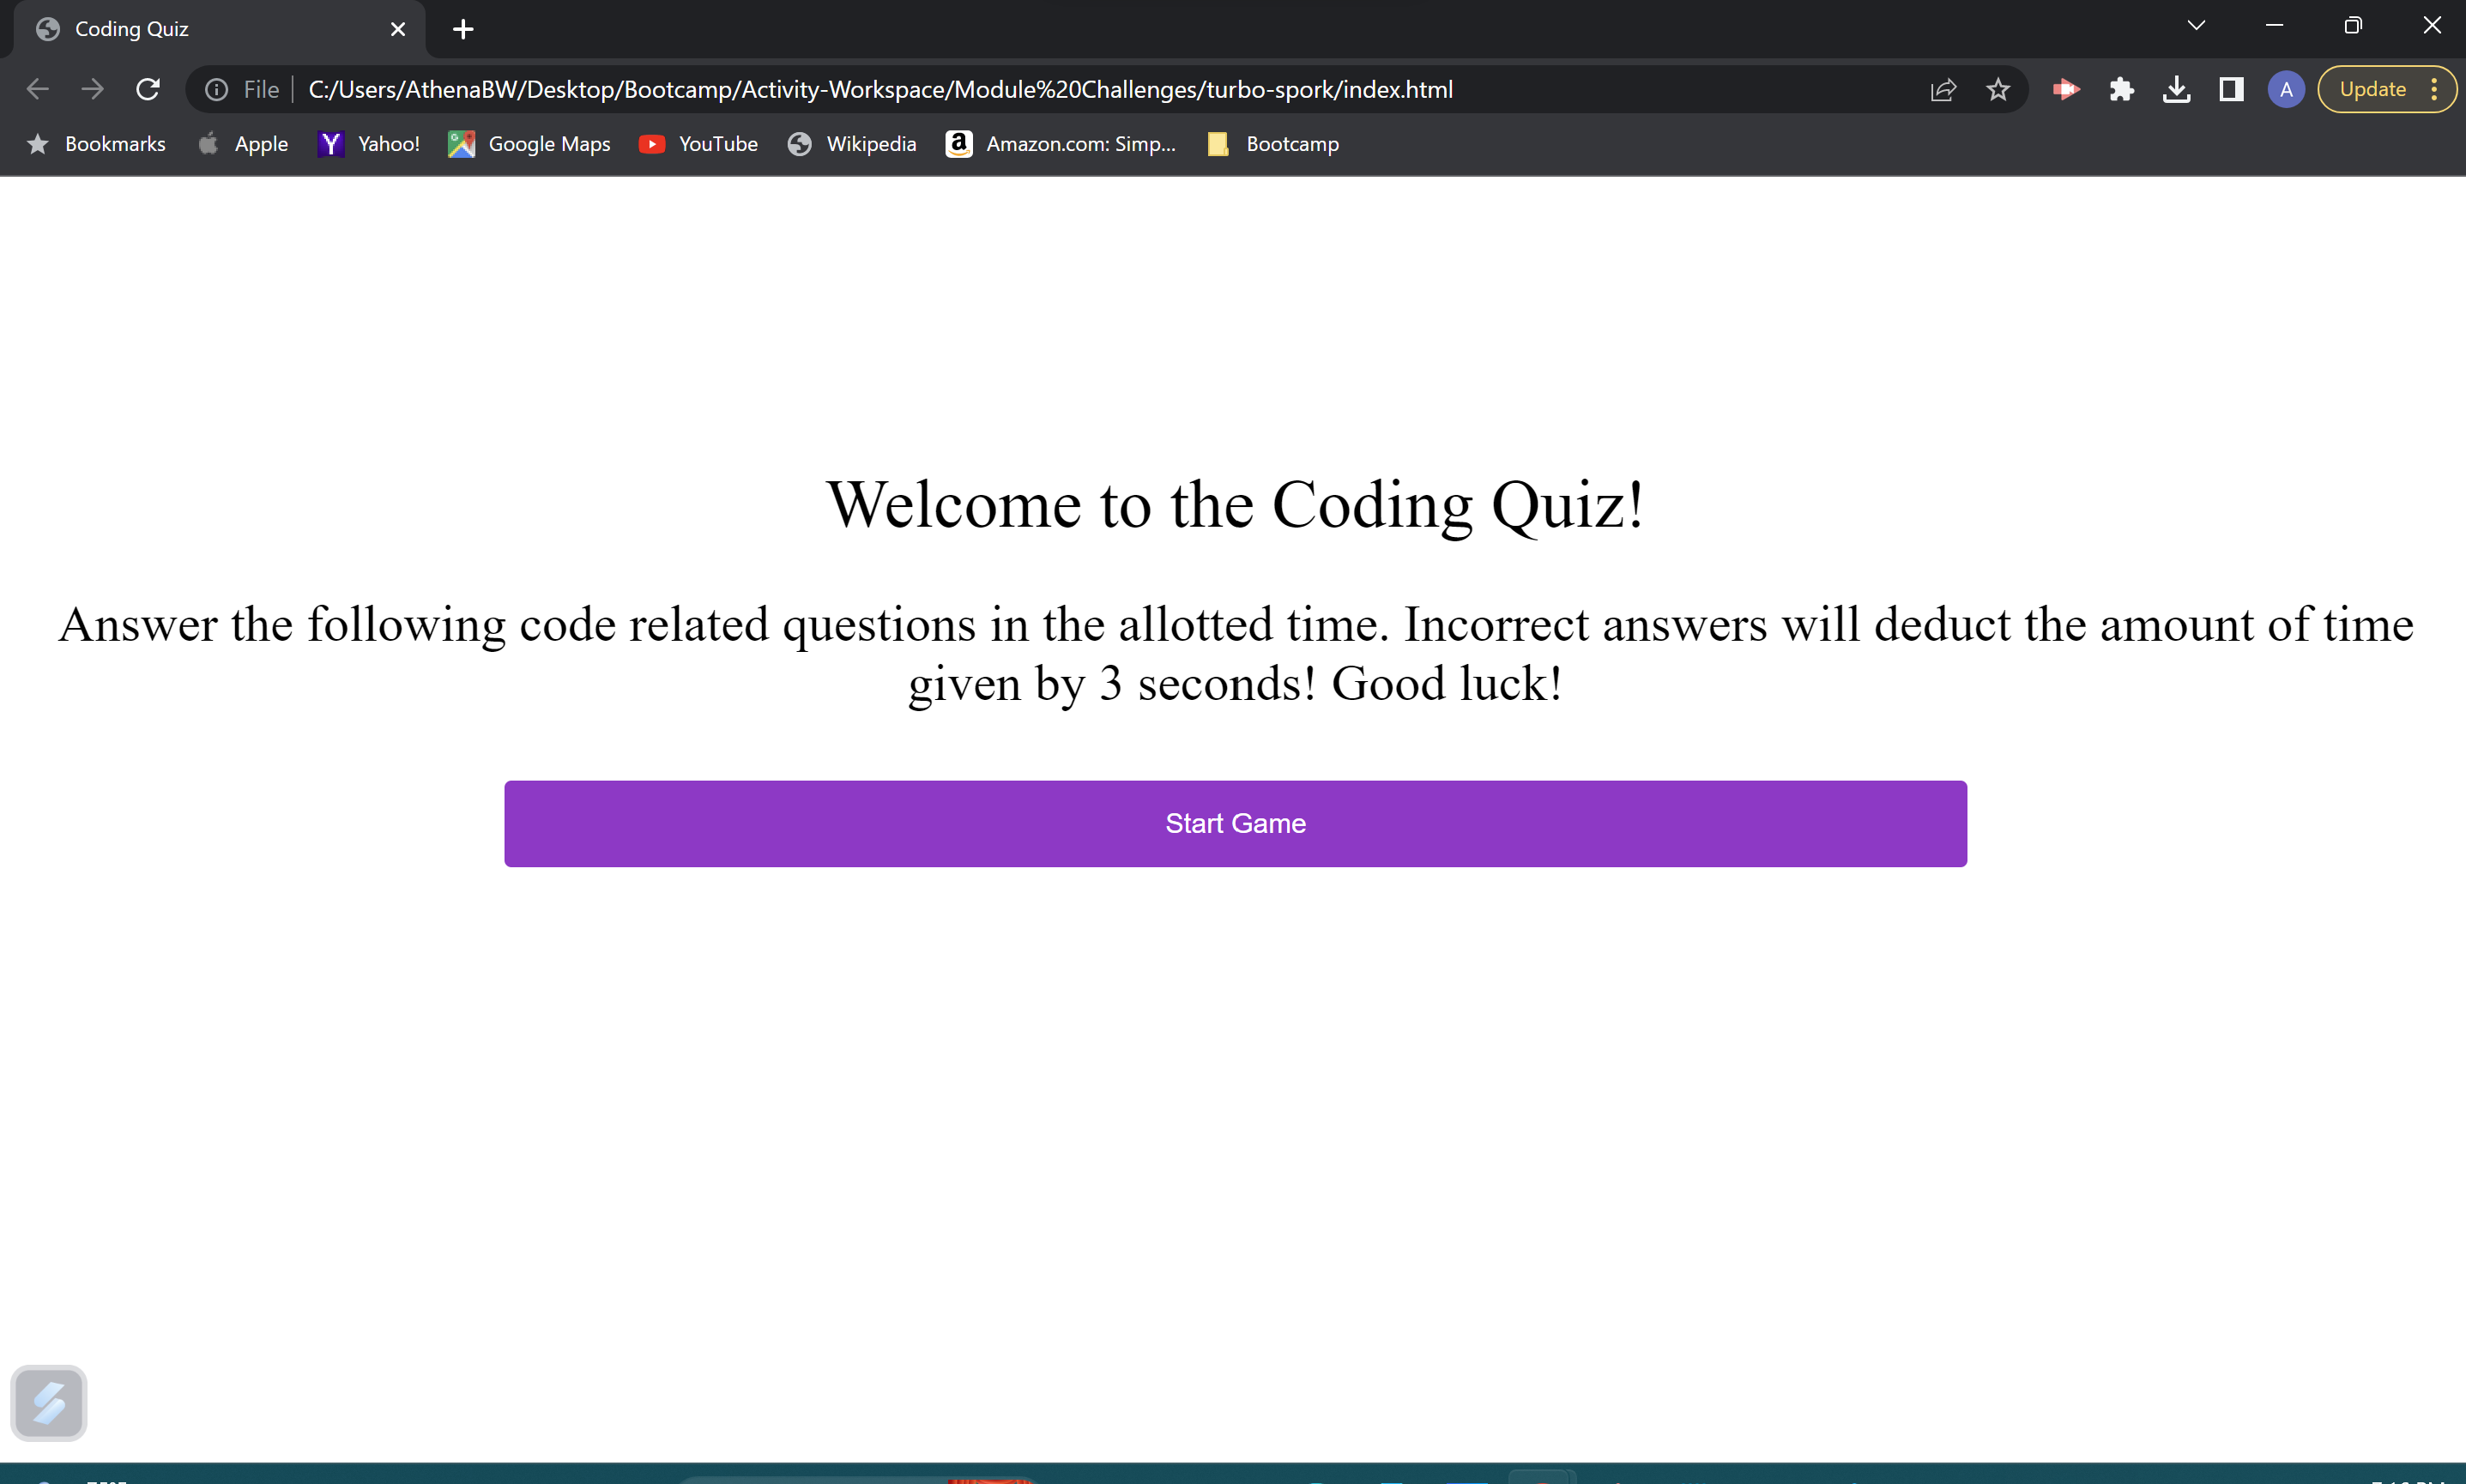 Coding Quiz
File
C:/Users/AthenaBW/Desktop/Bootcamp/Activity-Workspace/Module%20Challenges/turbo-spork/index.html
A
Update
Bookmarks
Apple
Yahoo!
Google Maps
YouTube
Wikipedia
Amazon.com: Simp...
Bootcamp
Welcome to the Coding Quiz!
Answer the following code related questions in the allotted time. Incorrect answers will deduct the amount of time
given by 3 seconds! Good luck!
Start Game